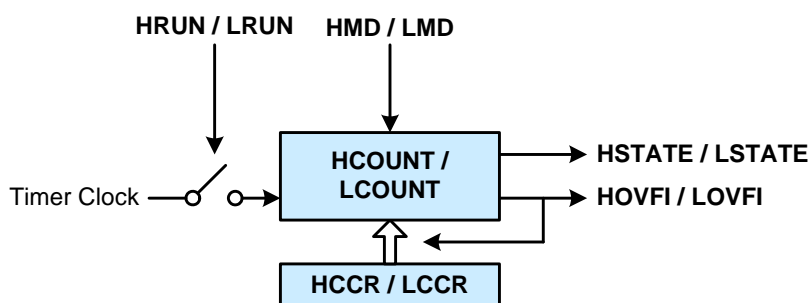 HRUN / LRUN
HMD / LMD
HCOUNT /
LCOUNT
HSTATE / LSTATE
Timer Clock
HOVFI / LOVFI
HCCR / LCCR